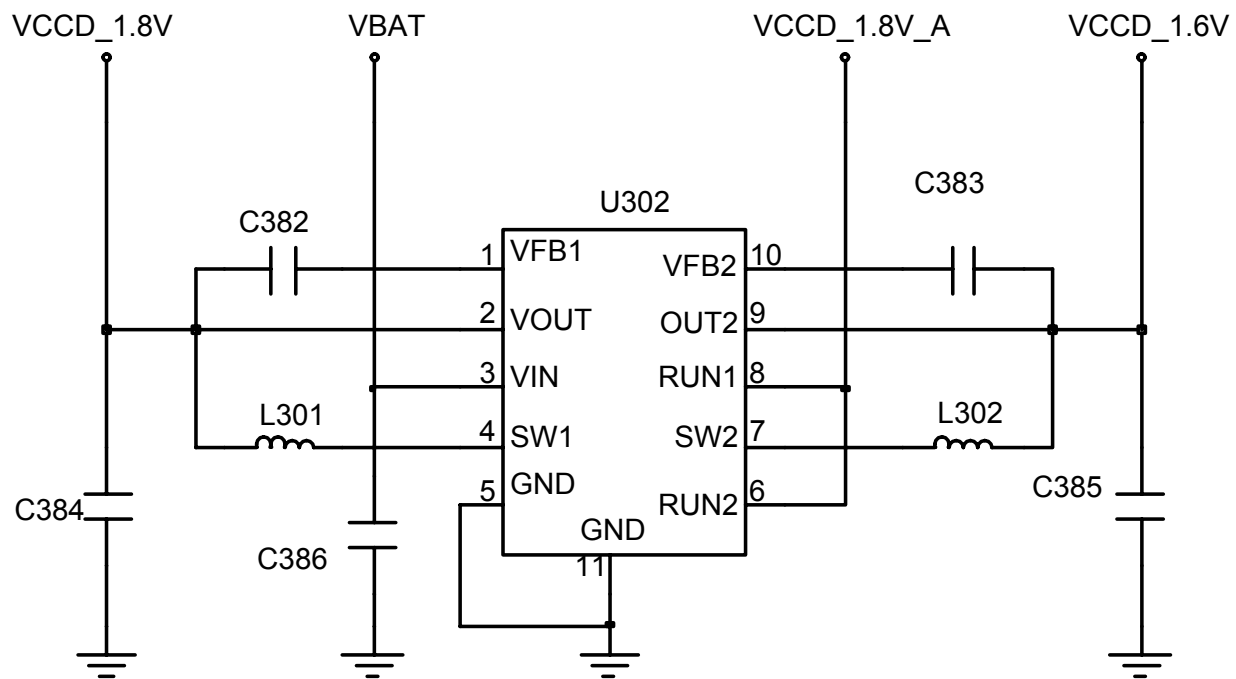 VCCD_1.8V
VBAT
VCCD_1.8V_A
VCCD_1.6V
C383
U302
C382
1
VFB1
VFB2
10
2
VOUT
OUT2
9
3
VIN
RUN1
8
L301
L302
4
SW1
SW2
7
5
GND
RUN2
6
C384
C385
GND
C386
11